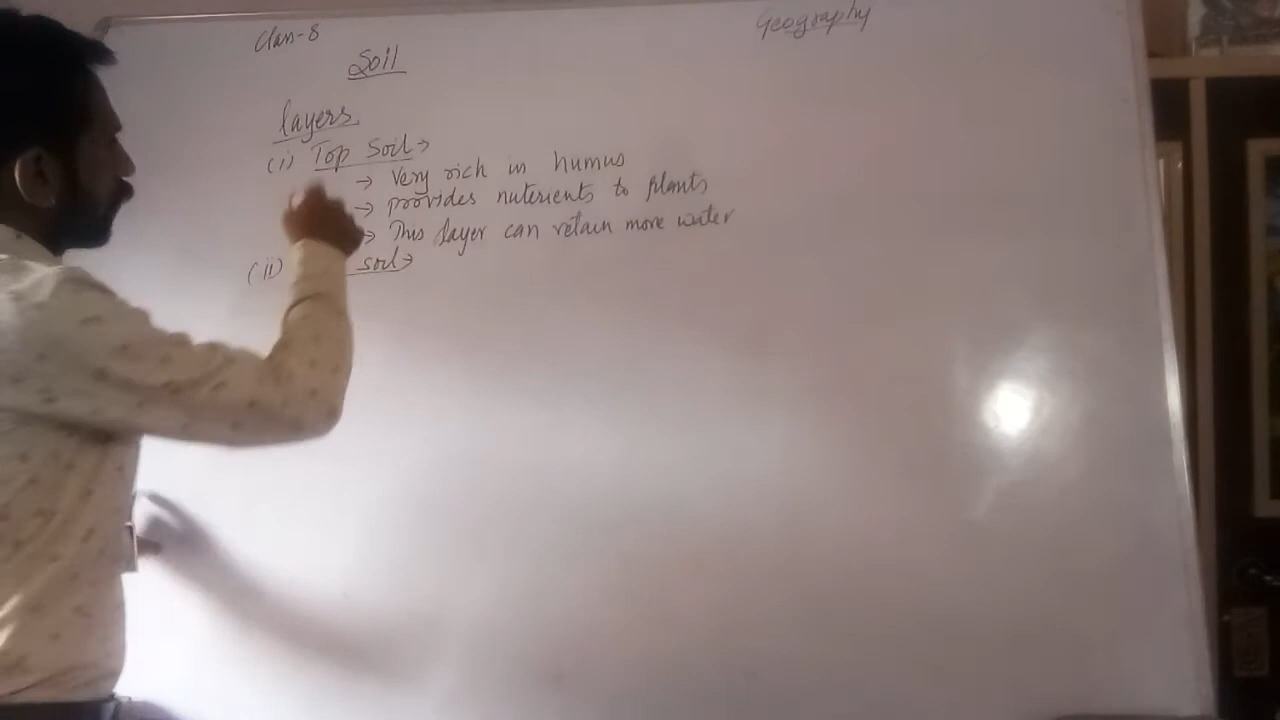 Class-8
Geography
Soil
layers
(i) Top Soil →
→ Very rich in humus
→ provides nuterients to plants
→ This layer can retain more water
(ii) soil →